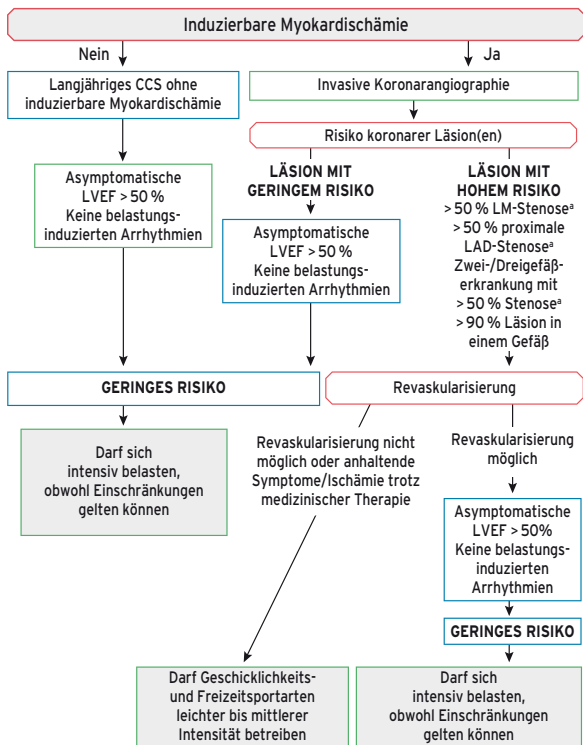 Induzierbare Myokardischämie
Nein
Ja
Langjähriges CCS ohne
induzierbare Myokardischämie
Invasive Koronarangiographie
Risiko koronarer Läsion(en)
Asymptomatische
LVEF > 50 %
Keine belastungs-
induzierten Arrhythmien
LÄSION MIT
GERINGEM RISIKO
Asymptomatische
LVEF > 50 %
Keine belastungs-
induzierten Arrhythmien
LÄSION MIT
HOHEM RISIKO
> 50 % LM-Stenoseᵃ
> 50 % proximale
LAD-Stenoseᵃ
Zwei-/Dreigefäß-
erkrankung mit
> 50 % Stenoseᵃ
> 90 % Läsion in
einem Gefäß
GERINGES RISIKO
Revaskularisierung
Darf sich
intensiv belasten,
obwohl Einschränkungen
gelten können
Revaskularisierung nicht
möglich oder anhaltende
Symptome/Ischämie trotz
medizinischer Therapie
Revaskularisierung
möglich
Asymptomatische
LVEF > 50%
Keine belastungs-
induzierten
Arrhythmien
GERINGES RISIKO
Darf Geschicklichkeits-
und Freizeitsportarten
leichter bis mittlerer
Intensität betreiben
Darf sich
intensiv belasten,
obwohl Einschränkungen
gelten können